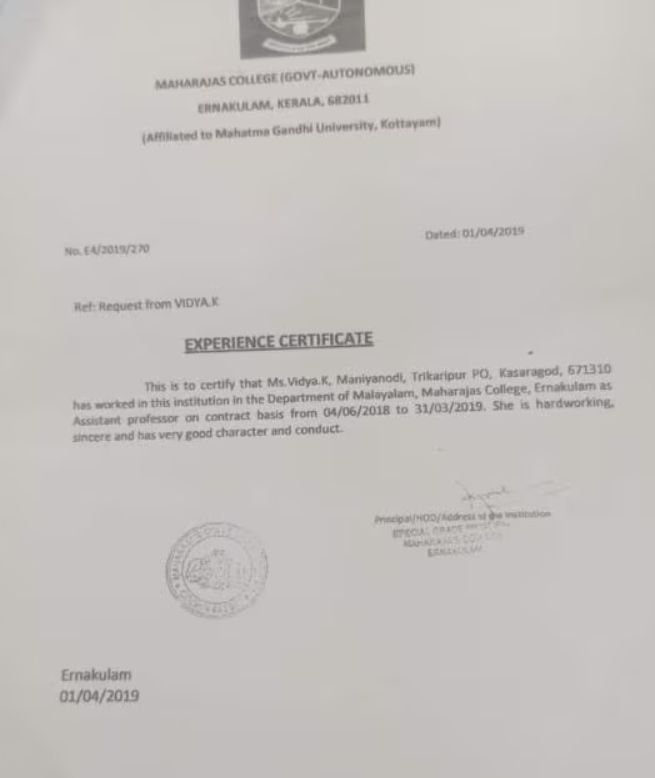 MAHARAJAS COLLEGE (GOVT-AUTONOMOUS)
ERNAKULAM, KERALA, 682011
(Affiliated to Mahatma Gandhi University, Kottayam)
No. E4/2019/270
Dated: 01/04/2019
Ref: Request from VIDYA.K
EXPERIENCE CERTIFICATE
This is to certify that Ms.Vidya.K, Maniyanodi, Trikaripur PO, Kasaragod, 671310
has worked in this institution in the Department of Malayalam, Maharajas College, Ernakulam as
Assistant professor on contract basis from 04/06/2018 to 31/03/2019. She is hardworking,
sincere and has very good character and conduct.
Principal/HOD/Address of the Institution
SPECIAL GRADE
MAHARAJA'S COLLEGE
ERNAKULAM
Ernakulam
01/04/2019